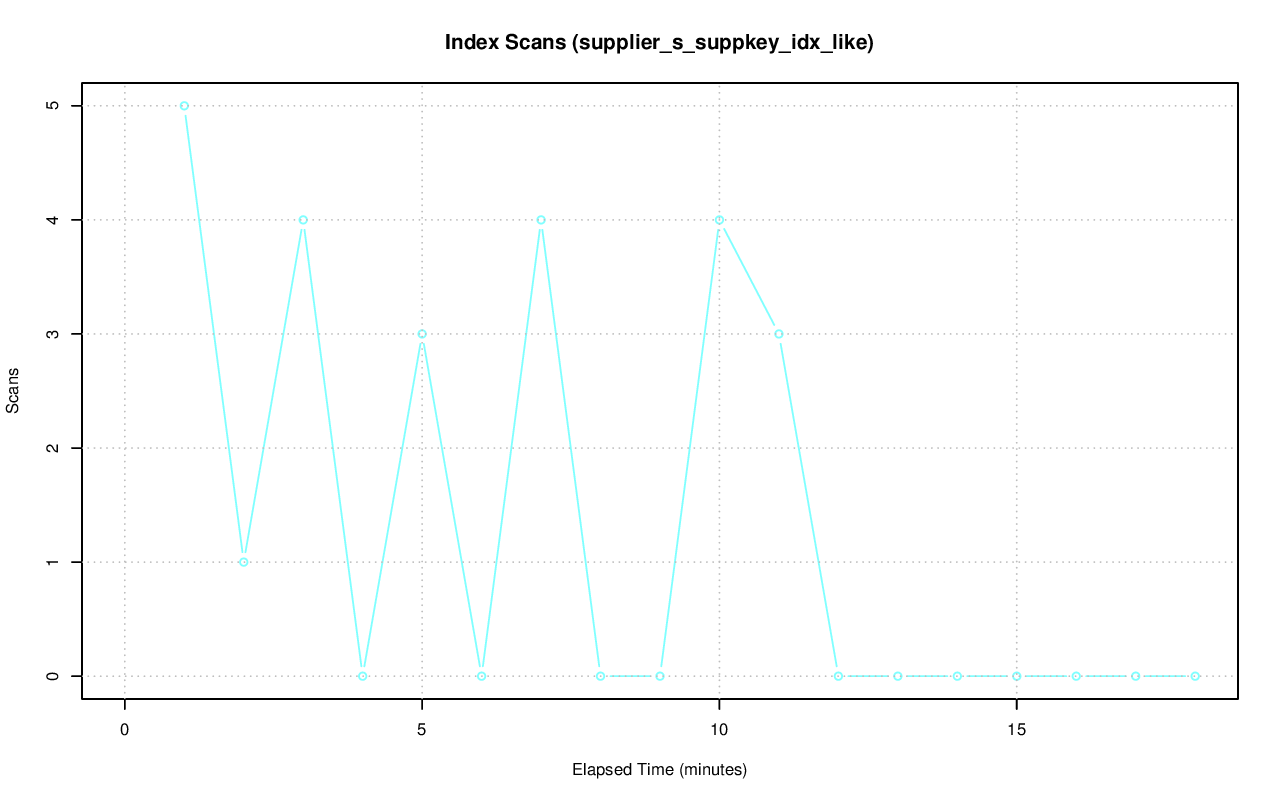 Index Scans (supplier_s_suppkey_idx_like)
5
4
3
2
1
0
Scans
0 5 10 15
Elapsed Time (minutes)